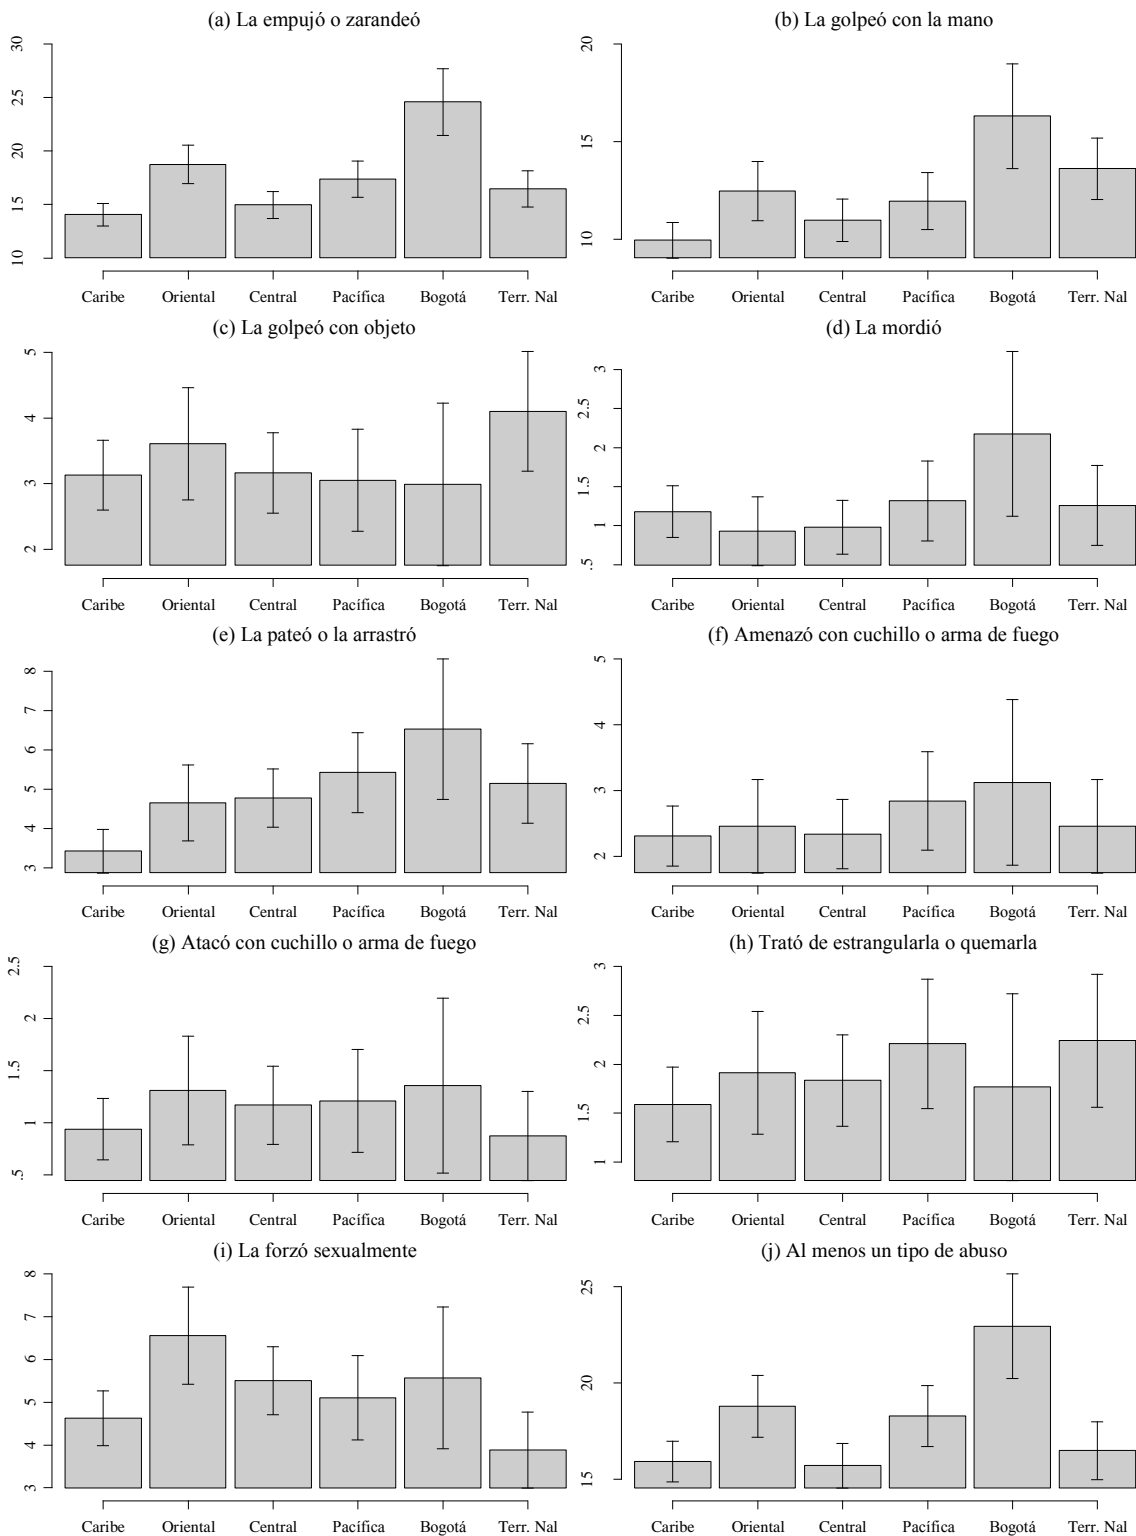 (a) La empujó o zarandeó
30
25
20
15
10
Caribe Oriental Central Pacífica Bogotá Terr. Nal
(b) La golpeó con la mano
20
15
10
Caribe Oriental Central Pacífica Bogotá Terr. Nal
(c) La golpeó con objeto
5
4
3
2
Caribe Oriental Central Pacífica Bogotá Terr. Nal
(d) La mordió
3
2.5
2
1.5
1
.5
Caribe Oriental Central Pacífica Bogotá Terr. Nal
(e) La pateó o la arrastró
8
7
6
5
4
3
Caribe Oriental Central Pacífica Bogotá Terr. Nal
(f) Amenazó con cuchillo o arma de fuego
5
4
3
2
Caribe Oriental Central Pacífica Bogotá Terr. Nal
(g) Atacó con cuchillo o arma de fuego
2.5
2
1.5
1
.5
Caribe Oriental Central Pacífica Bogotá Terr. Nal
(h) Trató de estrangularla o quemarla
3
2.5
2
1.5
1
Caribe Oriental Central Pacífica Bogotá Terr. Nal
(i) La forzó sexualmente
8
7
6
5
4
3
Caribe Oriental Central Pacífica Bogotá Terr. Nal
(j) Al menos un tipo de abuso
25
20
15
Caribe Oriental Central Pacífica Bogotá Terr. Nal